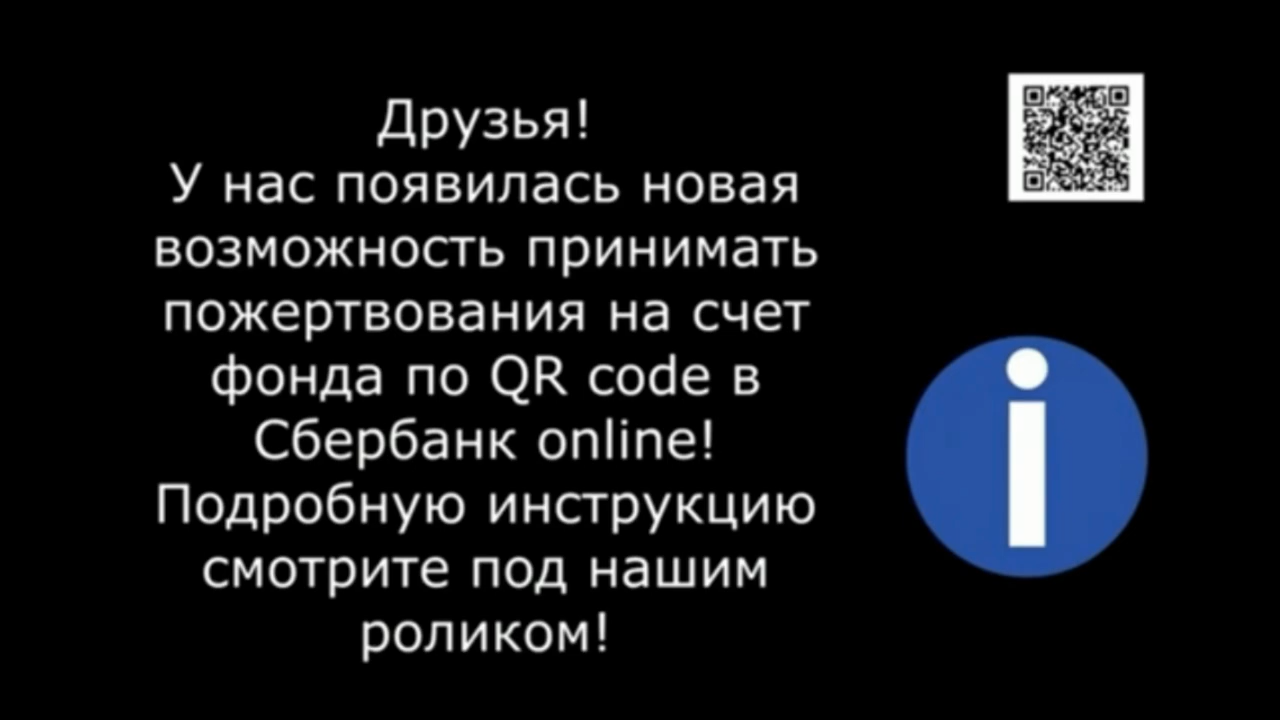 Друзья!
У нас появилась новая
возможность принимать
пожертвования на счет
фонда по QR code в
Сбербанк online!
Подробную инструкцию
смотрите под нашим
роликом!
i